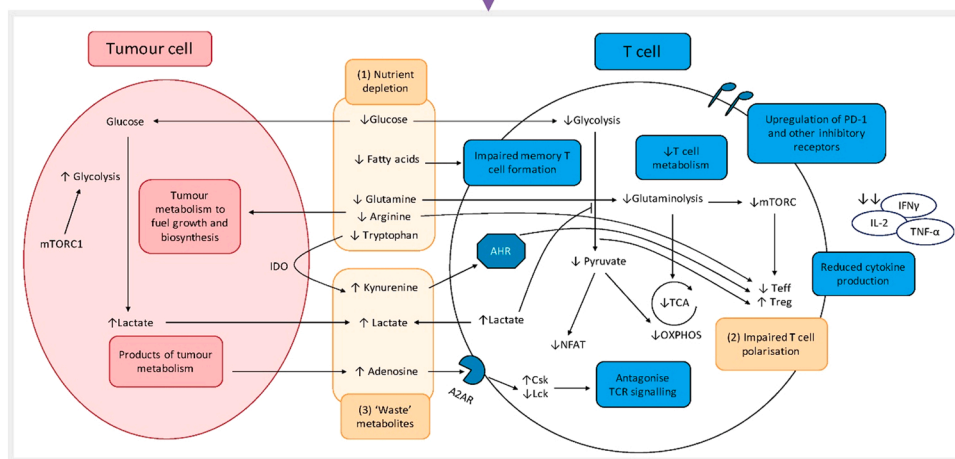 Tumour cell
T cell
(1) Nutrient
depletion
Glucose
↓Glucose
↓Glycolysis
Upregulation of PD-1
and other inhibitory
receptors
↓ Fatty acids
Impaired memory T
cell formation
↓T cell
metabolism
↑ Glycolysis
Tumour
metabolism to
fuel growth and
biosynthesis
↓ Glutamine
↓ Arginine
↓ Tryptophan
↓Glutaminolysis
↓mTORC
↓↓ IFNγ
IL-2
TNF-α
mTORC1
IDO
AHR
↓ Pyruvate
Reduced cytokine
production
↑ Kynurenine
↓ Teff
↑ Treg
↓TCA
↑Lactate
↑ Lactate
↑Lactate
↓NFAT
↓OXPHOS
(2) Impaired T cell
polarisation
Products of tumour
metabolism
↑ Adenosine
A2AR
↑Csk
↓Lck
Antagonise
TCR signalling
(3) ‘Waste’
metabolites